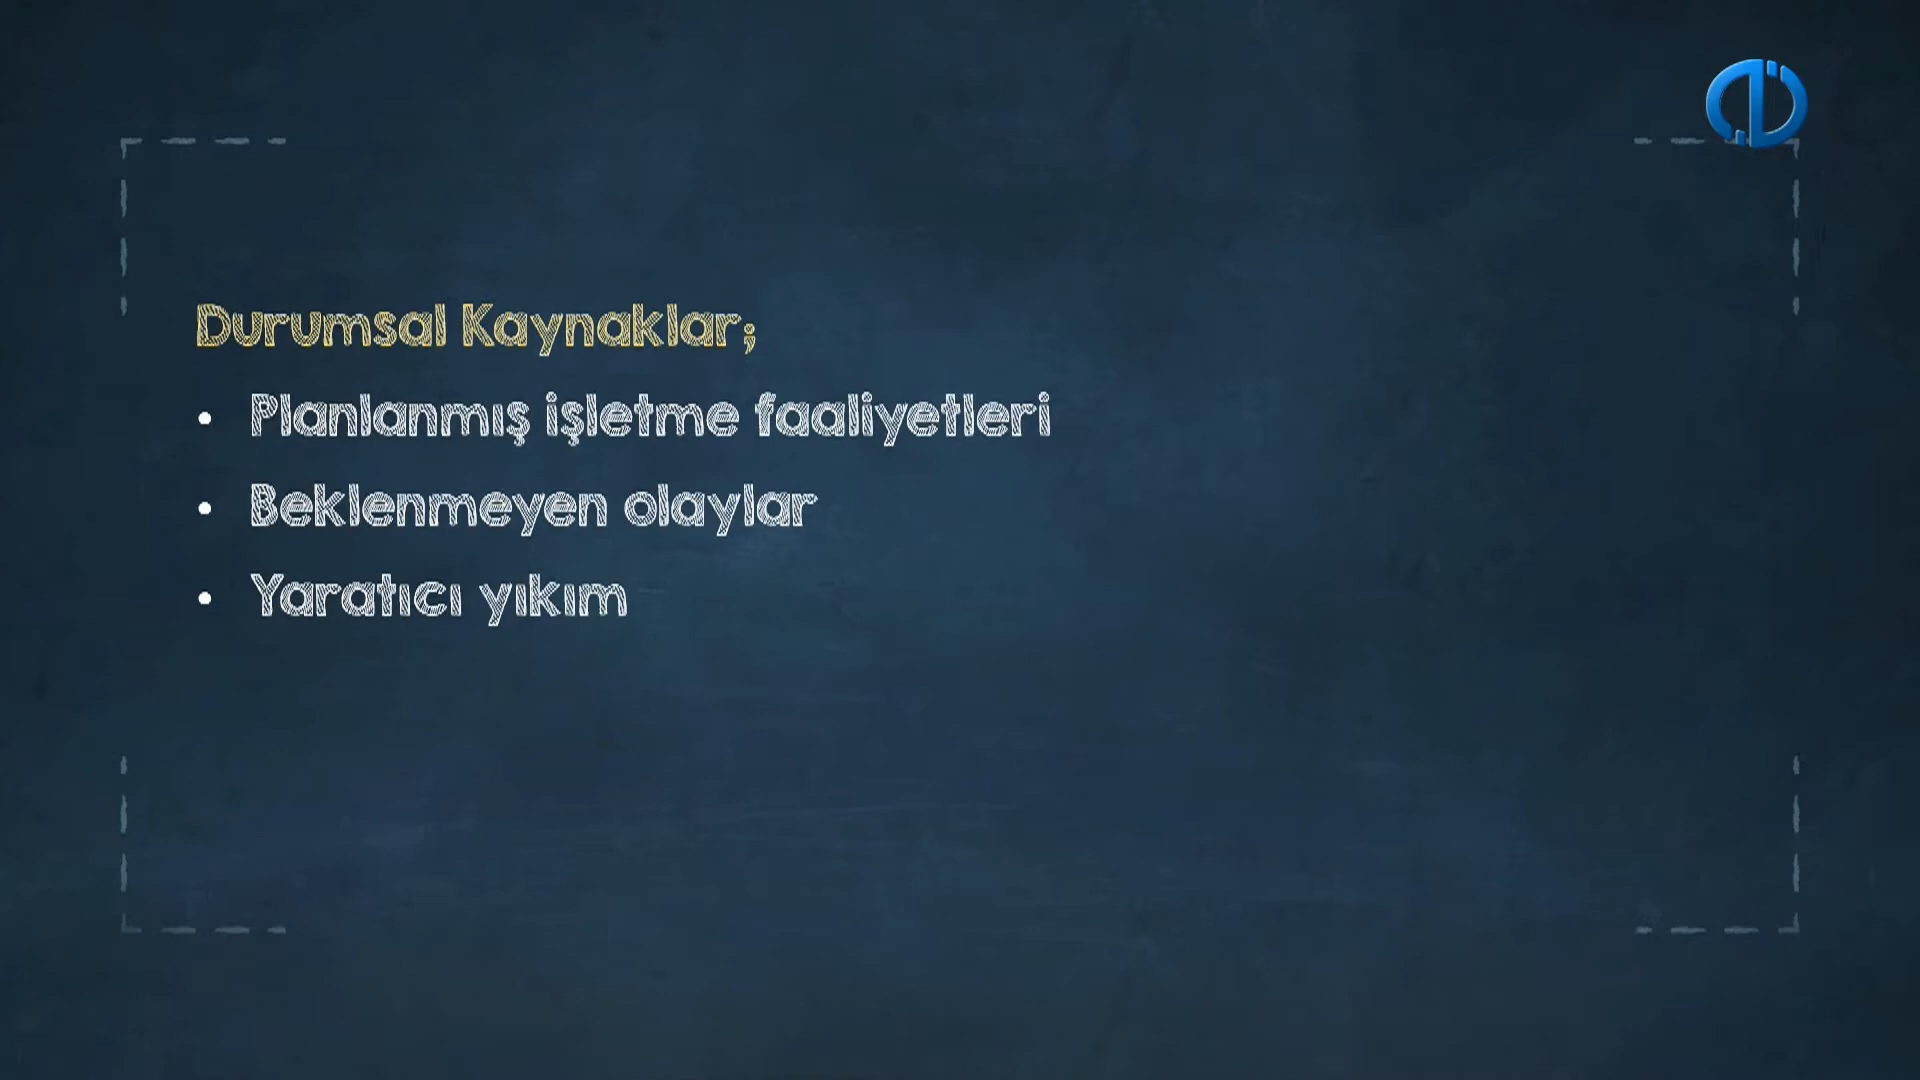 Durumsal Kaynaklar;
• Planlanmış işletme faaliyetleri
• Beklenmeyen olaylar
• Yaratıcı yıkım